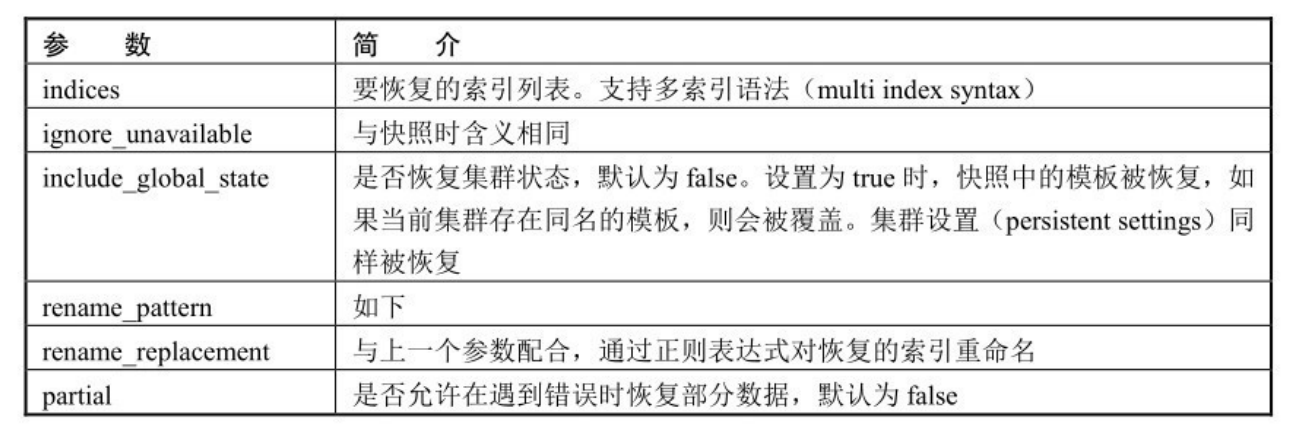 参 数 简 介
indices 要恢复的索引列表。支持多索引语法（multi index syntax）
ignore_unavailable 与快照时含义相同
include_global_state 是否恢复集群状态，默认为 false。设置为 true 时，快照中的模板被恢复，如
果当前集群存在同名的模板，则会被覆盖。集群设置（persistent settings）同
样被恢复
rename_pattern 如下
rename_replacement 与上一个参数配合，通过正则表达式对恢复的索引重命名
partial 是否允许在遇到错误时恢复部分数据，默认为 false